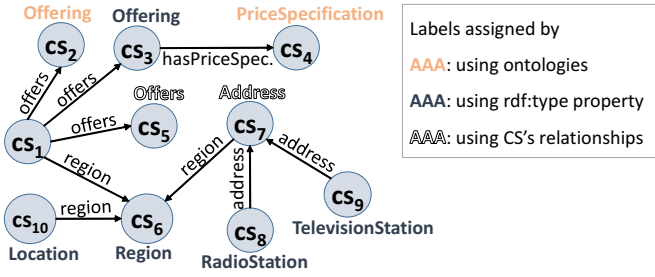 Offering
Offering
PriceSpecification
CS2
CS3
hasPriceSpec.
CS4
offers
offers
Offers
Address
offers
CS5
CS7
CS1
region
region
address
address
CS10
region
CS6
CS8
CS9
Location
Region
RadioStation
TelevisionStation
Labels assigned by
AAA: using ontologies
AAA: using rdf:type property
AAA: using CS's relationships